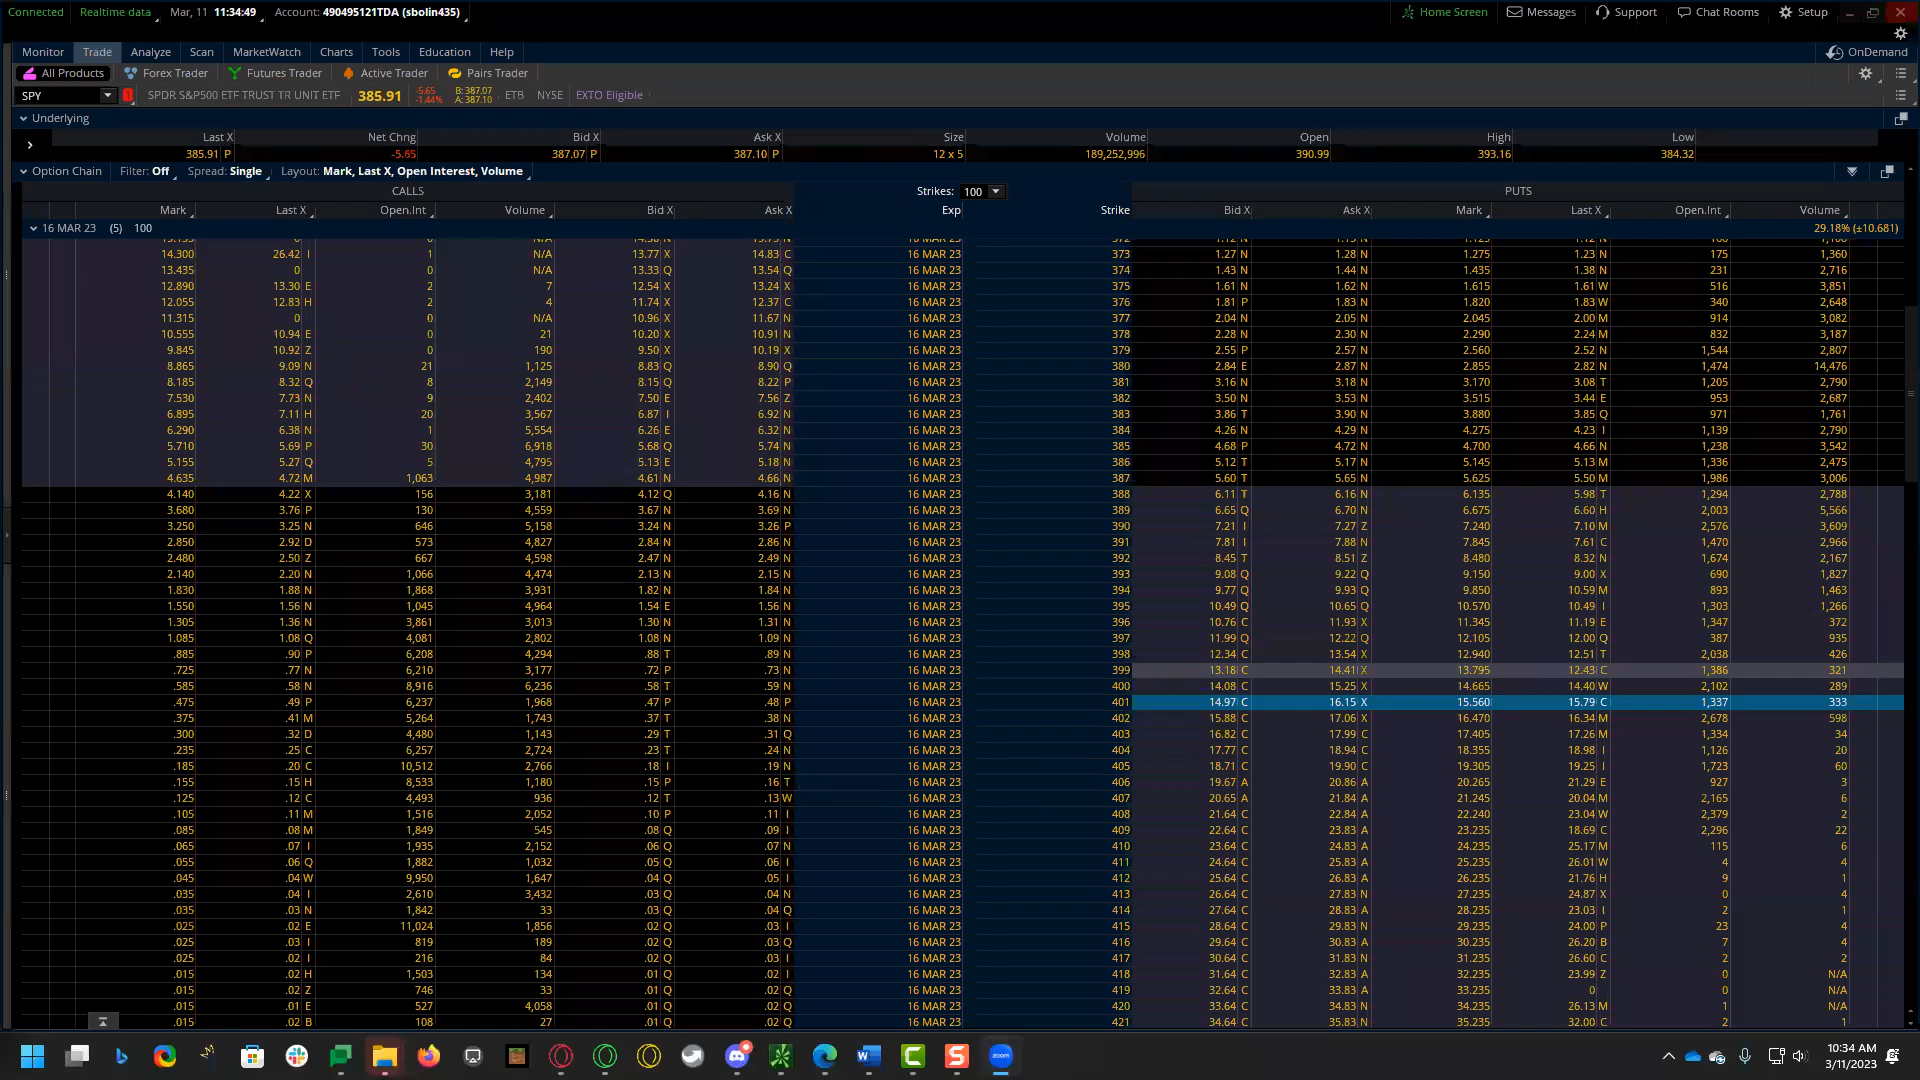 Connected Realtime data Mar, 11 11:34:49 Account: 490495121TDA (sbolin435) Home Screen Messages Support Chat Rooms Setup
Monitor Trade Analyze Scan MarketWatch Charts Tools Education Help OnDemand
All Products Forex Trader Futures Trader Active Trader Pairs Trader
SPY SPDR S&P500 ETF TRUST TR UNIT ETF 385.91 -5.65 -1.44% B: 387.07 A: 387.10 ETB NYSE EXTO Eligible
Underlying
Last X Net Chng Bid X Ask X Size Volume Open High Low
385.91 P -5.65 387.07 P 387.10 P 12 x 5 189,252,996 390.99 393.16 384.32
Option Chain Filter: Off Spread: Single Layout: Mark, Last X, Open Interest, Volume
CALLS Strikes: 100 PUTS
Mark Last X Open.Int Volume Bid X Ask X Exp Strike Bid X Ask X Mark Last X Open.Int Volume
16 MAR 23 (5) 100 29.18% (±10.681)
14.300 26.42 I 1 N/A 13.77 X 14.83 C 16 MAR 23 373 1.27 N 1.28 N 1.275 1.23 N 175 1,360
13.435 0 0 N/A 13.33 Q 13.54 Q 16 MAR 23 374 1.43 N 1.44 N 1.435 1.38 N 231 2,716
12.890 13.30 E 2 7 12.54 X 13.24 X 16 MAR 23 375 1.61 N 1.62 N 1.615 1.61 W 516 3,851
12.055 12.83 H 2 4 11.74 X 12.37 C 16 MAR 23 376 1.81 P 1.83 N 1.820 1.83 W 340 2,648
11.315 0 0 N/A 10.96 X 11.67 N 16 MAR 23 377 2.04 N 2.05 N 2.045 2.00 M 914 3,082
10.555 10.94 E 0 21 10.20 X 10.91 N 16 MAR 23 378 2.28 N 2.30 N 2.290 2.24 M 832 3,187
9.845 10.92 Z 0 190 9.50 X 10.19 X 16 MAR 23 379 2.55 P 2.57 N 2.560 2.52 N 1,544 2,807
8.865 9.09 N 21 1,125 8.83 Q 8.90 Q 16 MAR 23 380 2.84 E 2.87 N 2.855 2.82 N 1,474 14,476
8.185 8.32 Q 8 2,149 8.15 Q 8.22 P 16 MAR 23 381 3.16 N 3.18 N 3.170 3.08 T 1,205 2,790
7.530 7.73 N 9 2,402 7.50 E 7.56 Z 16 MAR 23 382 3.50 N 3.53 N 3.515 3.44 E 953 2,687
6.895 7.11 H 20 3,567 6.87 I 6.92 N 16 MAR 23 383 3.86 T 3.90 N 3.880 3.85 Q 971 1,761
6.290 6.38 N 1 5,554 6.26 E 6.32 N 16 MAR 23 384 4.26 N 4.29 N 4.275 4.23 I 1,139 2,790
5.710 5.69 P 30 6,918 5.68 Q 5.74 N 16 MAR 23 385 4.68 P 4.72 N 4.700 4.66 N 1,238 3,542
5.155 5.27 Q 5 4,795 5.13 E 5.18 N 16 MAR 23 386 5.12 T 5.17 N 5.145 5.13 M 1,336 2,475
4.635 4.72 M 1,063 4,987 4.61 N 4.66 N 16 MAR 23 387 5.60 T 5.65 N 5.625 5.50 M 1,986 3,006
4.140 4.22 X 156 3,181 4.12 Q 4.16 N 16 MAR 23 388 6.11 T 6.16 N 6.135 5.98 T 1,294 2,788
3.680 3.76 P 130 4,559 3.67 N 3.69 N 16 MAR 23 389 6.65 Q 6.70 N 6.675 6.60 H 2,003 5,566
3.250 3.25 N 646 5,158 3.24 N 3.26 P 16 MAR 23 390 7.21 I 7.27 Z 7.240 7.10 M 2,576 3,609
2.850 2.92 D 573 4,827 2.84 N 2.86 N 16 MAR 23 391 7.81 I 7.88 N 7.845 7.61 C 1,470 2,966
2.480 2.50 Z 667 4,598 2.47 N 2.49 N 16 MAR 23 392 8.45 T 8.51 Z 8.480 8.32 N 1,674 2,167
2.140 2.20 N 1,066 4,474 2.13 N 2.15 N 16 MAR 23 393 9.08 Q 9.22 Q 9.150 9.00 X 690 1,827
1.830 1.88 N 1,868 3,931 1.82 N 1.84 N 16 MAR 23 394 9.77 Q 9.93 Q 9.850 10.59 M 893 1,463
1.550 1.56 N 1,045 4,964 1.54 E 1.56 N 16 MAR 23 395 10.49 Q 10.65 Q 10.570 10.49 I 1,303 1,266
1.305 1.36 N 3,861 3,013 1.30 N 1.31 N 16 MAR 23 396 10.76 C 11.93 X 11.345 11.19 E 1,347 372
1.085 1.08 Q 4,081 2,802 1.08 N 1.09 N 16 MAR 23 397 11.99 Q 12.22 Q 12.105 12.00 Q 387 935
.885 .90 P 6,208 4,294 .88 T .89 N 16 MAR 23 398 12.34 C 13.54 X 12.940 12.51 T 2,038 426
.725 .77 N 6,210 3,177 .72 P .73 N 16 MAR 23 399 13.18 C 14.41 X 13.795 12.43 C 1,386 321
.585 .58 N 8,916 6,236 .58 T .59 N 16 MAR 23 400 14.08 C 15.25 X 14.665 14.40 W 2,102 289
.475 .49 P 6,237 1,968 .47 P .48 P 16 MAR 23 401 14.97 C 16.15 X 15.560 15.79 C 1,337 333
.375 .41 M 5,264 1,743 .37 T .38 N 16 MAR 23 402 15.88 C 17.06 X 16.470 16.34 M 2,678 598
.300 .32 D 4,480 1,143 .29 T .31 Q 16 MAR 23 403 16.82 C 17.99 C 17.405 17.26 M 1,334 34
.235 .25 C 6,257 2,724 .23 T .24 N 16 MAR 23 404 17.77 C 18.94 C 18.355 18.98 I 1,126 20
.185 .20 C 10,512 2,766 .18 I .19 N 16 MAR 23 405 18.71 C 19.90 C 19.305 19.25 I 1,723 60
.155 .15 H 8,533 1,180 .15 P .16 T 16 MAR 23 406 19.67 A 20.86 A 20.265 21.29 E 927 3
.125 .12 C 4,493 936 .12 T .13 W 16 MAR 23 407 20.65 A 21.84 A 21.245 20.04 M 2,165 6
.105 .11 M 1,516 2,052 .10 P .11 I 16 MAR 23 408 21.64 C 22.84 A 22.240 23.04 W 2,379 2
.085 .08 M 1,849 545 .08 Q .09 I 16 MAR 23 409 22.64 C 23.83 A 23.235 18.69 C 2,296 22
.065 .07 I 1,935 2,152 .06 Q .07 N 16 MAR 23 410 23.64 C 24.83 A 24.235 25.17 M 115 6
.055 .06 Q 1,882 1,032 .05 Q .06 I 16 MAR 23 411 24.64 C 25.83 A 25.235 26.01 W 4 4
.045 .04 W 9,950 1,647 .04 Q .05 I 16 MAR 23 412 25.64 C 26.83 A 26.235 21.76 H 9 1
.035 .04 I 2,610 3,432 .03 Q .04 N 16 MAR 23 413 26.64 C 27.83 N 27.235 24.87 X 0 4
.035 .03 N 1,842 33 .03 Q .04 Q 16 MAR 23 414 27.64 C 28.83 A 28.235 23.03 I 2 1
.025 .02 E 11,024 1,856 .02 Q .03 I 16 MAR 23 415 28.64 C 29.83 N 29.235 24.00 P 23 4
.025 .03 I 819 189 .02 Q .03 Q 16 MAR 23 416 29.64 C 30.83 A 30.235 26.20 B 7 4
.025 .02 I 216 84 .02 Q .03 I 16 MAR 23 417 30.64 C 31.83 N 31.235 26.60 C 2 2
.015 .02 H 1,503 134 .01 Q .02 I 16 MAR 23 418 31.64 C 32.83 A 32.235 23.99 Z 0 N/A
.015 .02 Z 746 33 .01 Q .02 Q 16 MAR 23 419 32.64 C 33.83 A 33.235 0 0 N/A
.015 .01 E 527 4,058 .01 Q .02 Q 16 MAR 23 420 33.64 C 34.83 N 34.235 26.13 M 1 N/A
.015 .02 B 108 27 .01 Q .02 Q 16 MAR 23 421 34.64 C 35.83 N 35.235 32.00 C 2 1
zoom
10:34 AM
3/11/2023